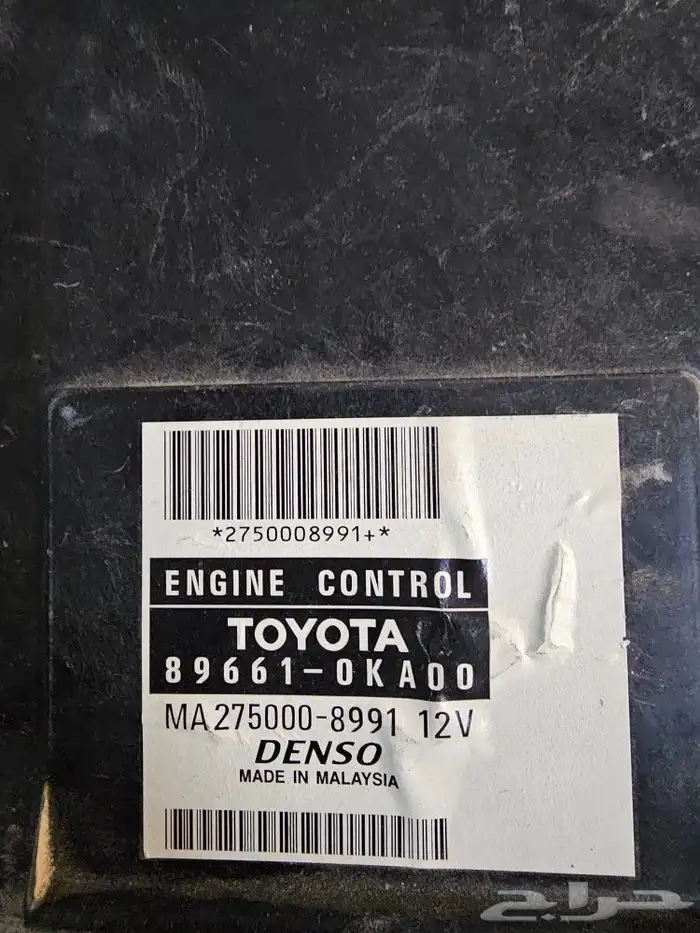 *2750008991+*
ENGINE CONTROL
TOYOTA
89661-0KA00
MA275000-8991 12V
DENSO
MADE IN MALAYSIA
حراج